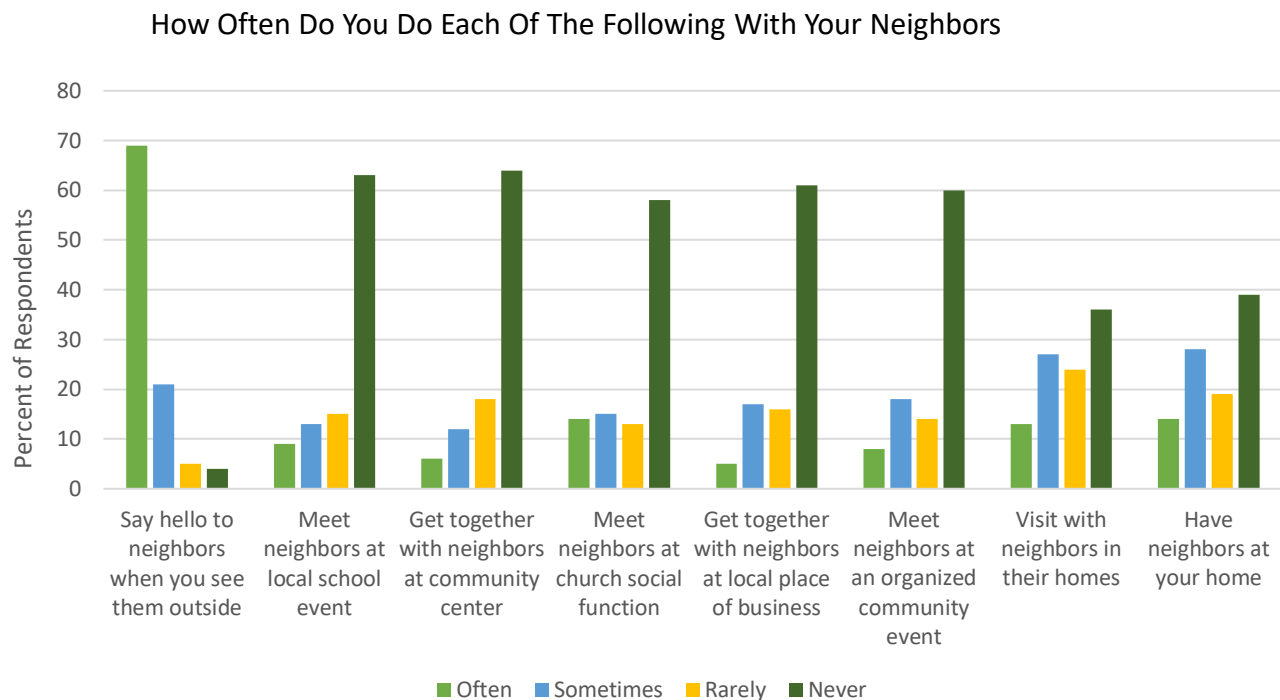 How Often Do You Do Each Of The Following With Your Neighbors
Percent of Respondents
80
70
60
50
40
30
20
10
0
Say hello to
neighbors
when you see
them outside
Meet
neighbors at
local school
event
Get together
with neighbors
at community
center
Meet
neighbors at
church social
function
Get together
with neighbors
at local place
of business
Meet
neighbors at
an organized
community
event
Visit with
neighbors in
their homes
Have
neighbors at
your home
Often Sometimes Rarely Never